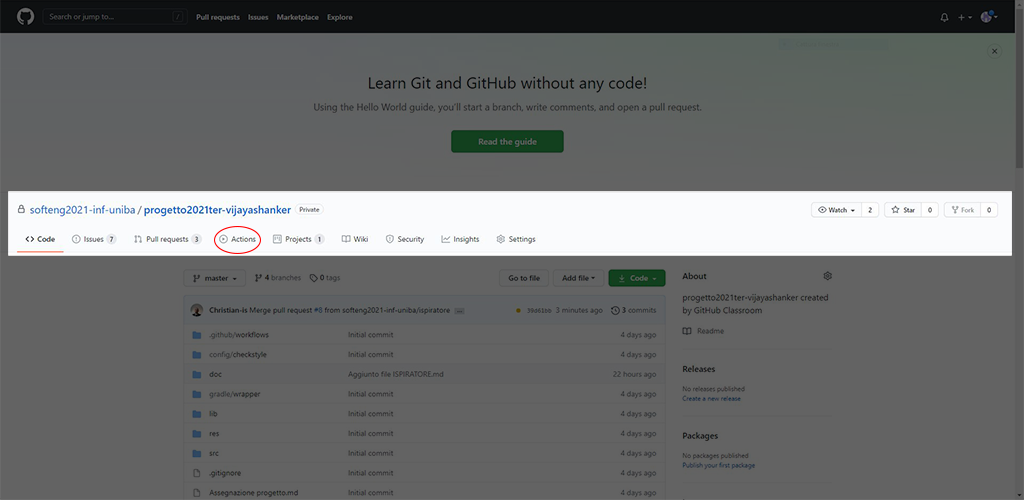 Search or jump to... / Pull requests Issues Marketplace Explore
Learn Git and GitHub without any code!
Using the Hello World guide, you'll start a branch, write comments, and open a pull request.
Read the guide
softeng2021-inf-uniba / progetto2021ter-vijayashanker Private
Watch 2 Star 0 Fork 0
Code Issues 7 Pull requests 3 Actions Projects 1 Wiki Security Insights Settings
master 4 branches 0 tags Go to file Add file Code
About
Christian-is Merge pull request #8 from softeng2021-inf-uniba/ispiratore ... 3 minutes ago 3 commits
progetto2021ter-vijayashanker created
by GitHub Classroom
Readme
.github/workflows Initial commit 4 days ago
config/checkstyle Initial commit 4 days ago
doc Aggiunto file ISPIRATORE.md 22 hours ago
gradle/wrapper Initial commit 4 days ago
lib Initial commit 4 days ago
res Initial commit 4 days ago
src Initial commit 4 days ago
.gitignore Initial commit 4 days ago
Assegnazione progetto.md Initial commit 4 days ago
Releases
No releases published
Create a new release
Packages
No packages published
Publish your first package